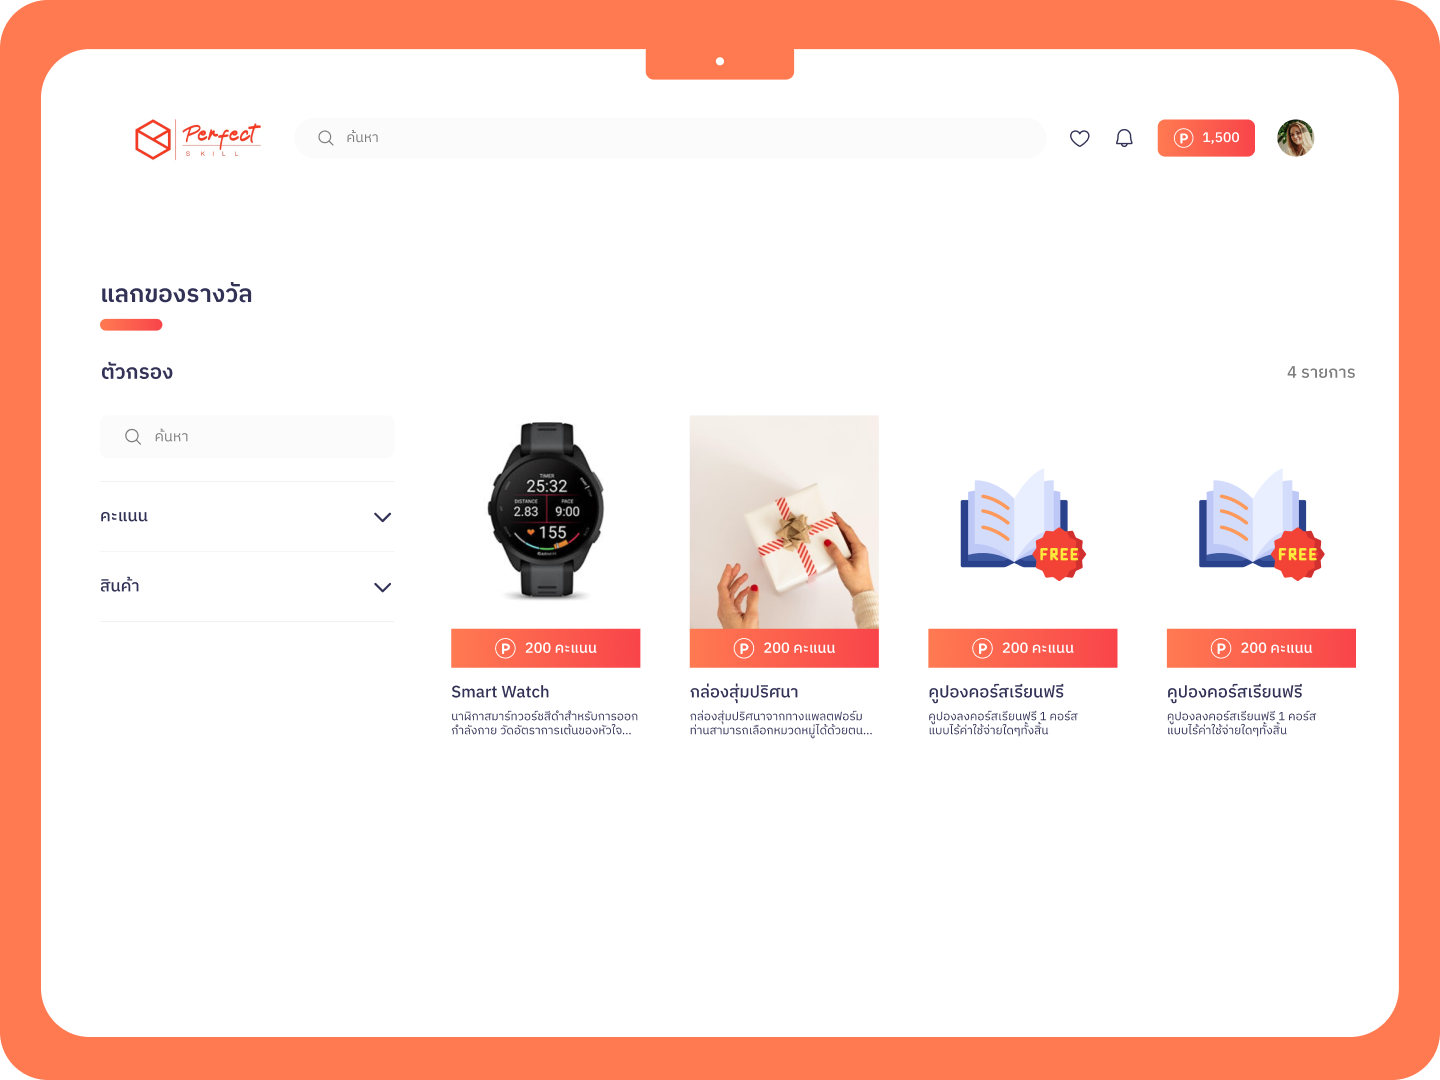 Perfect
SKILL
ค้นหา
1,500
แลกของรางวัล
ตัวกรอง
4 รายการ
ค้นหา
คะแนน
สินค้า
TIMER
25:32
DISTANCE
PACE
2.83
9:00
155
FREE
FREE
P 200 คะแนน
P 200 คะแนน
P 200 คะแนน
P 200 คะแนน
Smart Watch
นาฬิกาสมาร์ทวอร์ชสีดำสำหรับการออก
กำลังกาย วัดอัตราการเต้นของหัวใจ...
กล่องสุ่มปริศนา
กล่องสุ่มปริศนาจากทางแพลตฟอร์ม
ท่านสามารถเลือกหมวดหมู่ได้ด้วยตน...
คูปองคอร์สเรียนฟรี
คูปองลงคอร์สเรียนฟรี 1 คอร์ส
แบบไร้ค่าใช้จ่ายใดๆทั้งสิ้น
คูปองคอร์สเรียนฟรี
คูปองลงคอร์สเรียนฟรี 1 คอร์ส
แบบไร้ค่าใช้จ่ายใดๆทั้งสิ้น